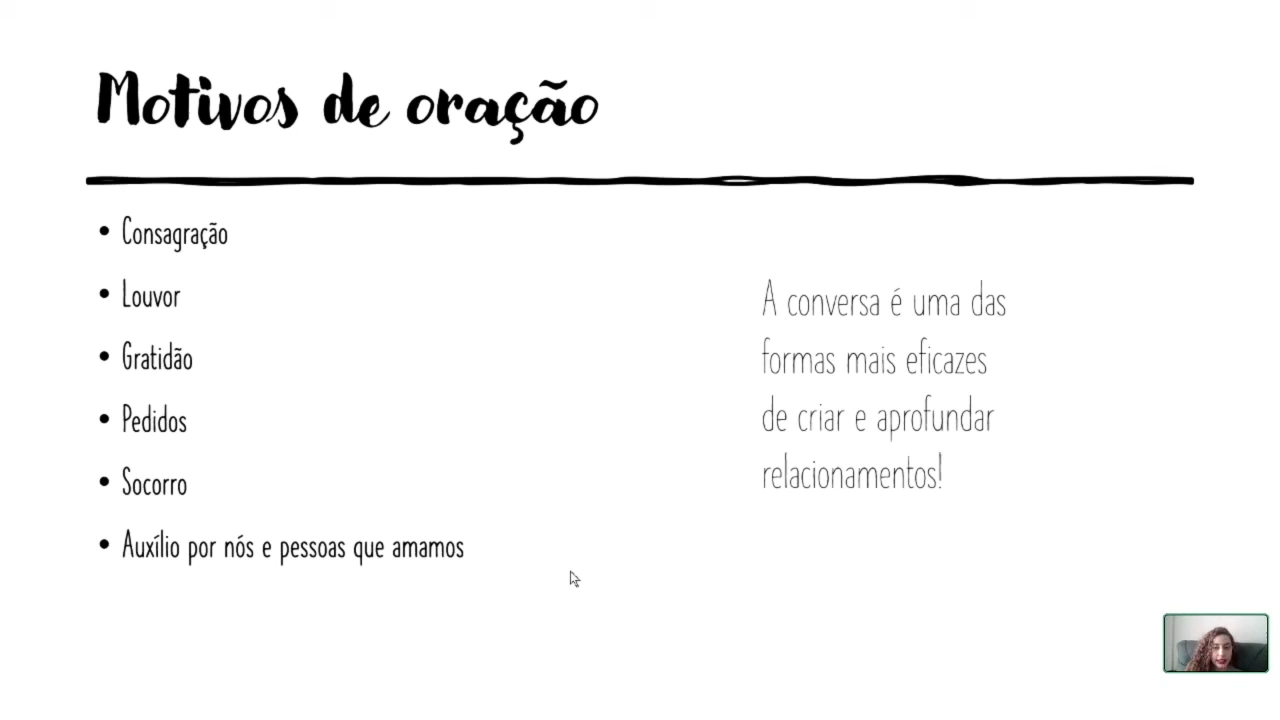 Motivos de oração
• Consagração
• Louvor
• Gratidão
• Pedidos
• Socorro
• Auxílio por nós e pessoas que amamos
A conversa é uma das
formas mais eficazes
de criar e aprofundar
relacionamentos!